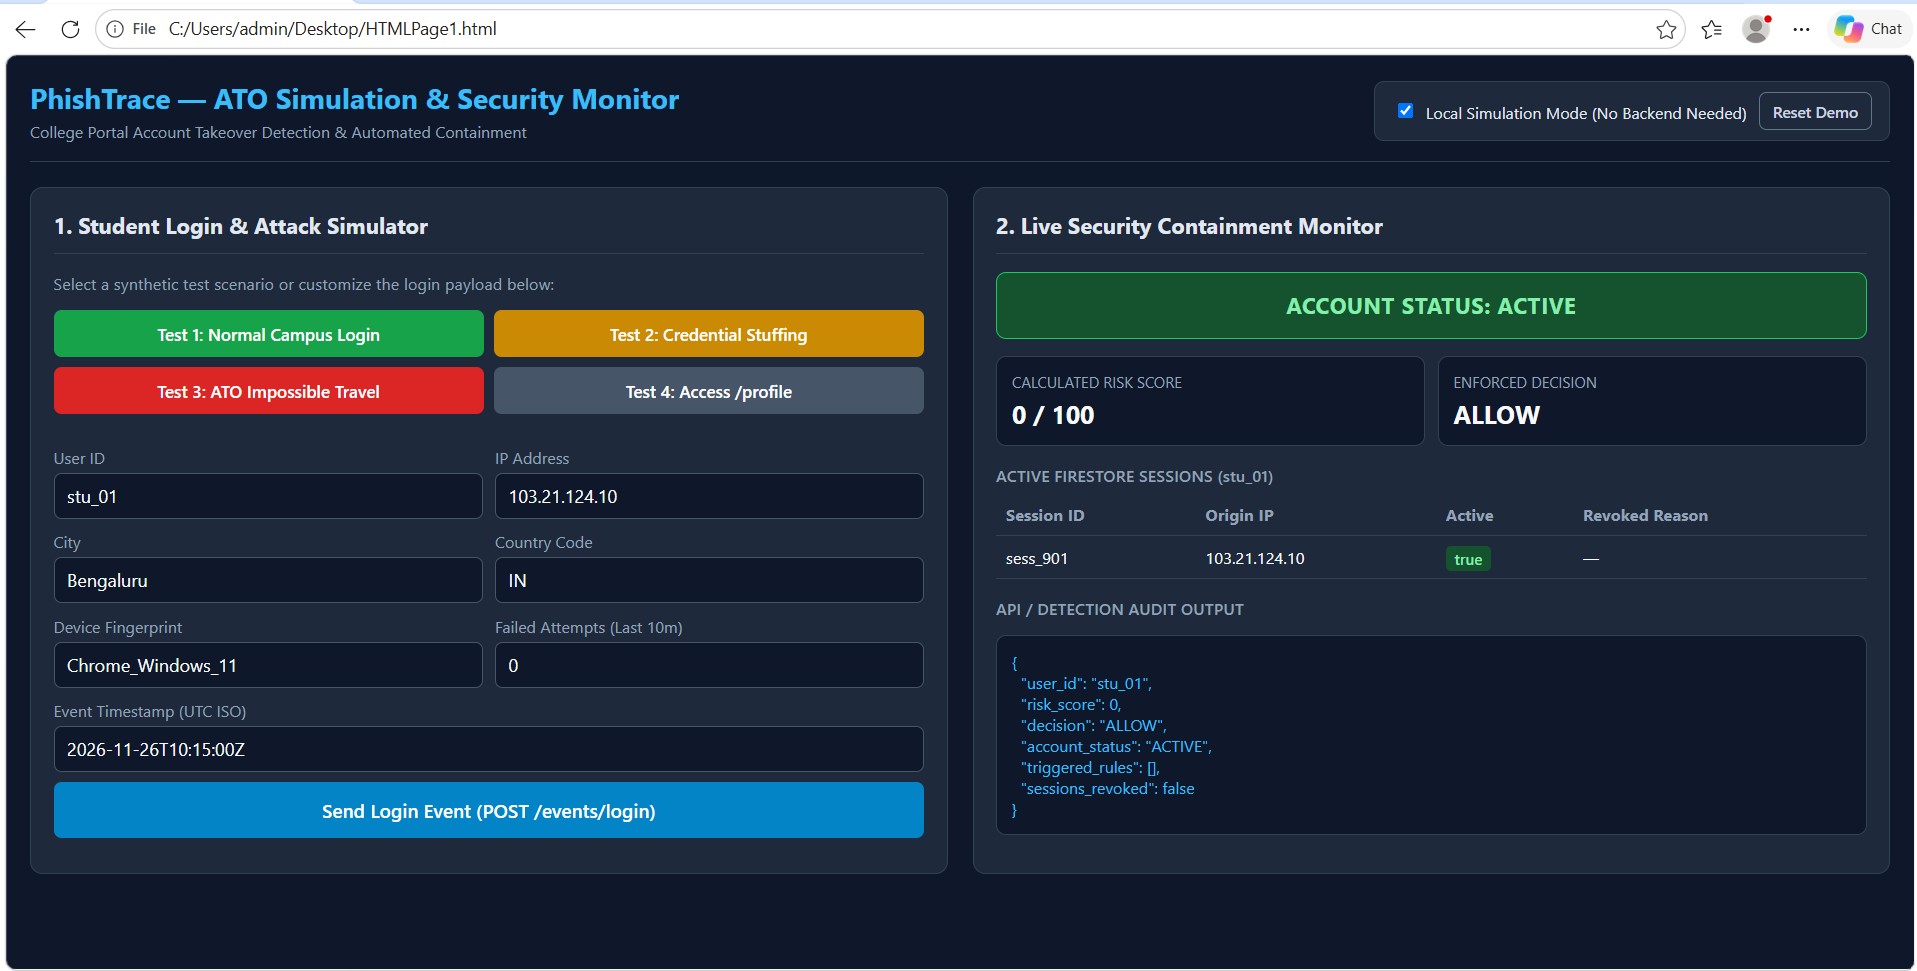 File C:/Users/admin/Desktop/HTMLPage1.html
Chat
PhishTrace — ATO Simulation & Security Monitor
College Portal Account Takeover Detection & Automated Containment
Local Simulation Mode (No Backend Needed)
Reset Demo
1. Student Login & Attack Simulator
Select a synthetic test scenario or customize the login payload below:
Test 1: Normal Campus Login
Test 2: Credential Stuffing
Test 3: ATO Impossible Travel
Test 4: Access /profile
User ID
IP Address
stu_01
103.21.124.10
City
Country Code
Bengaluru
IN
Device Fingerprint
Failed Attempts (Last 10m)
Chrome_Windows_11
0
Event Timestamp (UTC ISO)
2026-11-26T10:15:00Z
Send Login Event (POST /events/login)
2. Live Security Containment Monitor
ACCOUNT STATUS: ACTIVE
CALCULATED RISK SCORE
0 / 100
ENFORCED DECISION
ALLOW
ACTIVE FIRESTORE SESSIONS (stu_01)
Session ID Origin IP Active Revoked Reason
sess_901 103.21.124.10 true —
API / DETECTION AUDIT OUTPUT
{
"user_id": "stu_01",
"risk_score": 0,
"decision": "ALLOW",
"account_status": "ACTIVE",
"triggered_rules": [],
"sessions_revoked": false
}